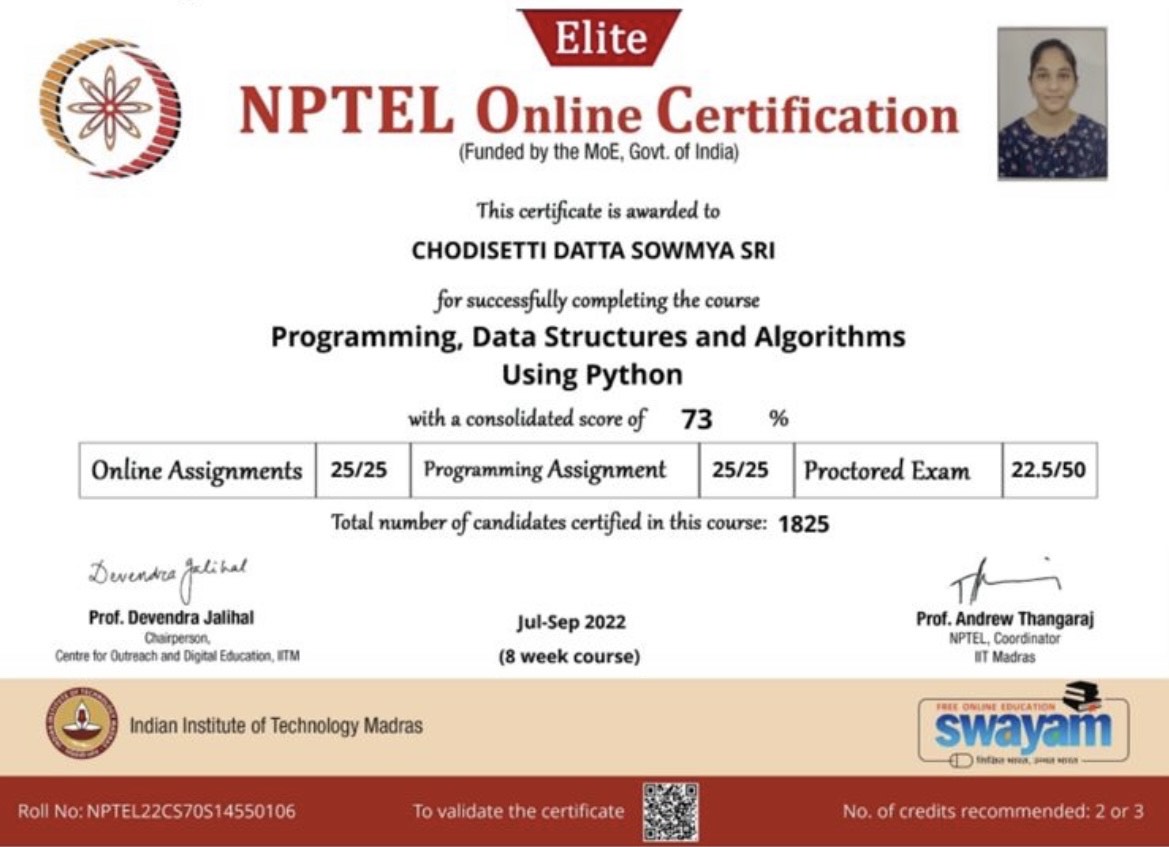 Elite
NPTEL Online Certification
(Funded by the MoE, Govt. of India)
This certificate is awarded to
CHODISETTI DATTA SOWMYA SRI
for successfully completing the course
Programming, Data Structures and Algorithms
Using Python
with a consolidated score of 73 %
Online Assignments 25/25 Programming Assignment 25/25 Proctored Exam 22.5/50
Total number of candidates certified in this course: 1825
Devendra Jalihal
Prof. Devendra Jalihal
Chairperson,
Centre for Outreach and Digital Education, IITM
Jul-Sep 2022
(8 week course)
Prof. Andrew Thangaraj
NPTEL, Coordinator
IIT Madras
Indian Institute of Technology Madras
FREE ONLINE EDUCATION
swayam
शिक्षित भारत, उन्नत भारत
Roll No: NPTEL22CS70S14550106
To validate the certificate
No. of credits recommended: 2 or 3